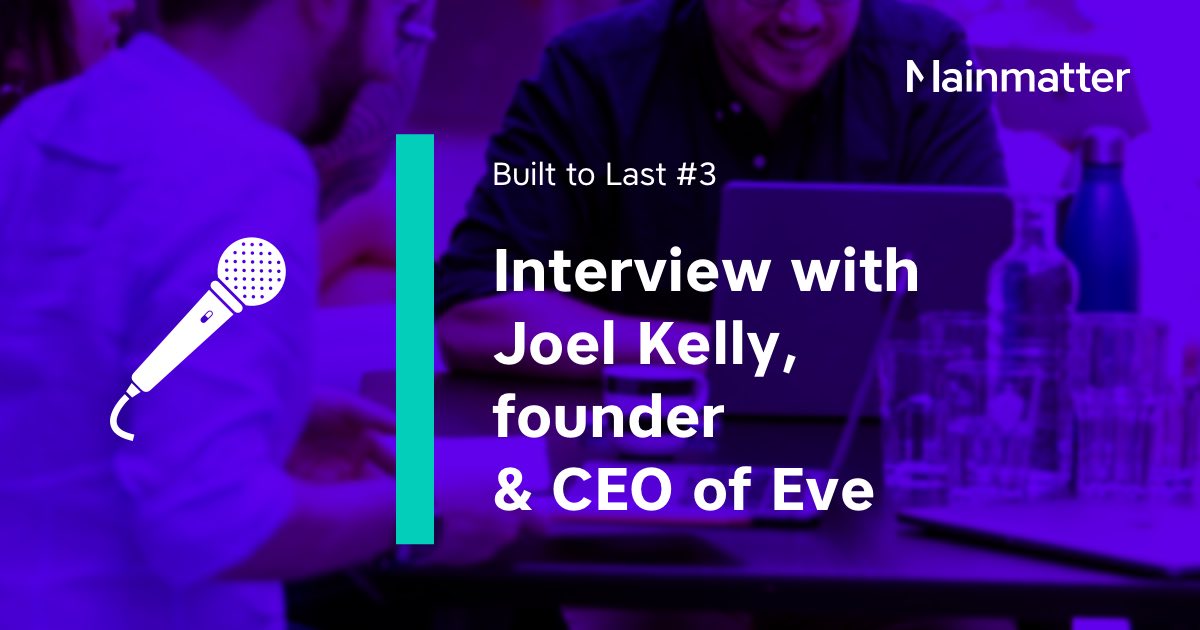 Mainmatter
Built to Last #3
Interview with
Joel Kelly,
founder
& CEO of Eve